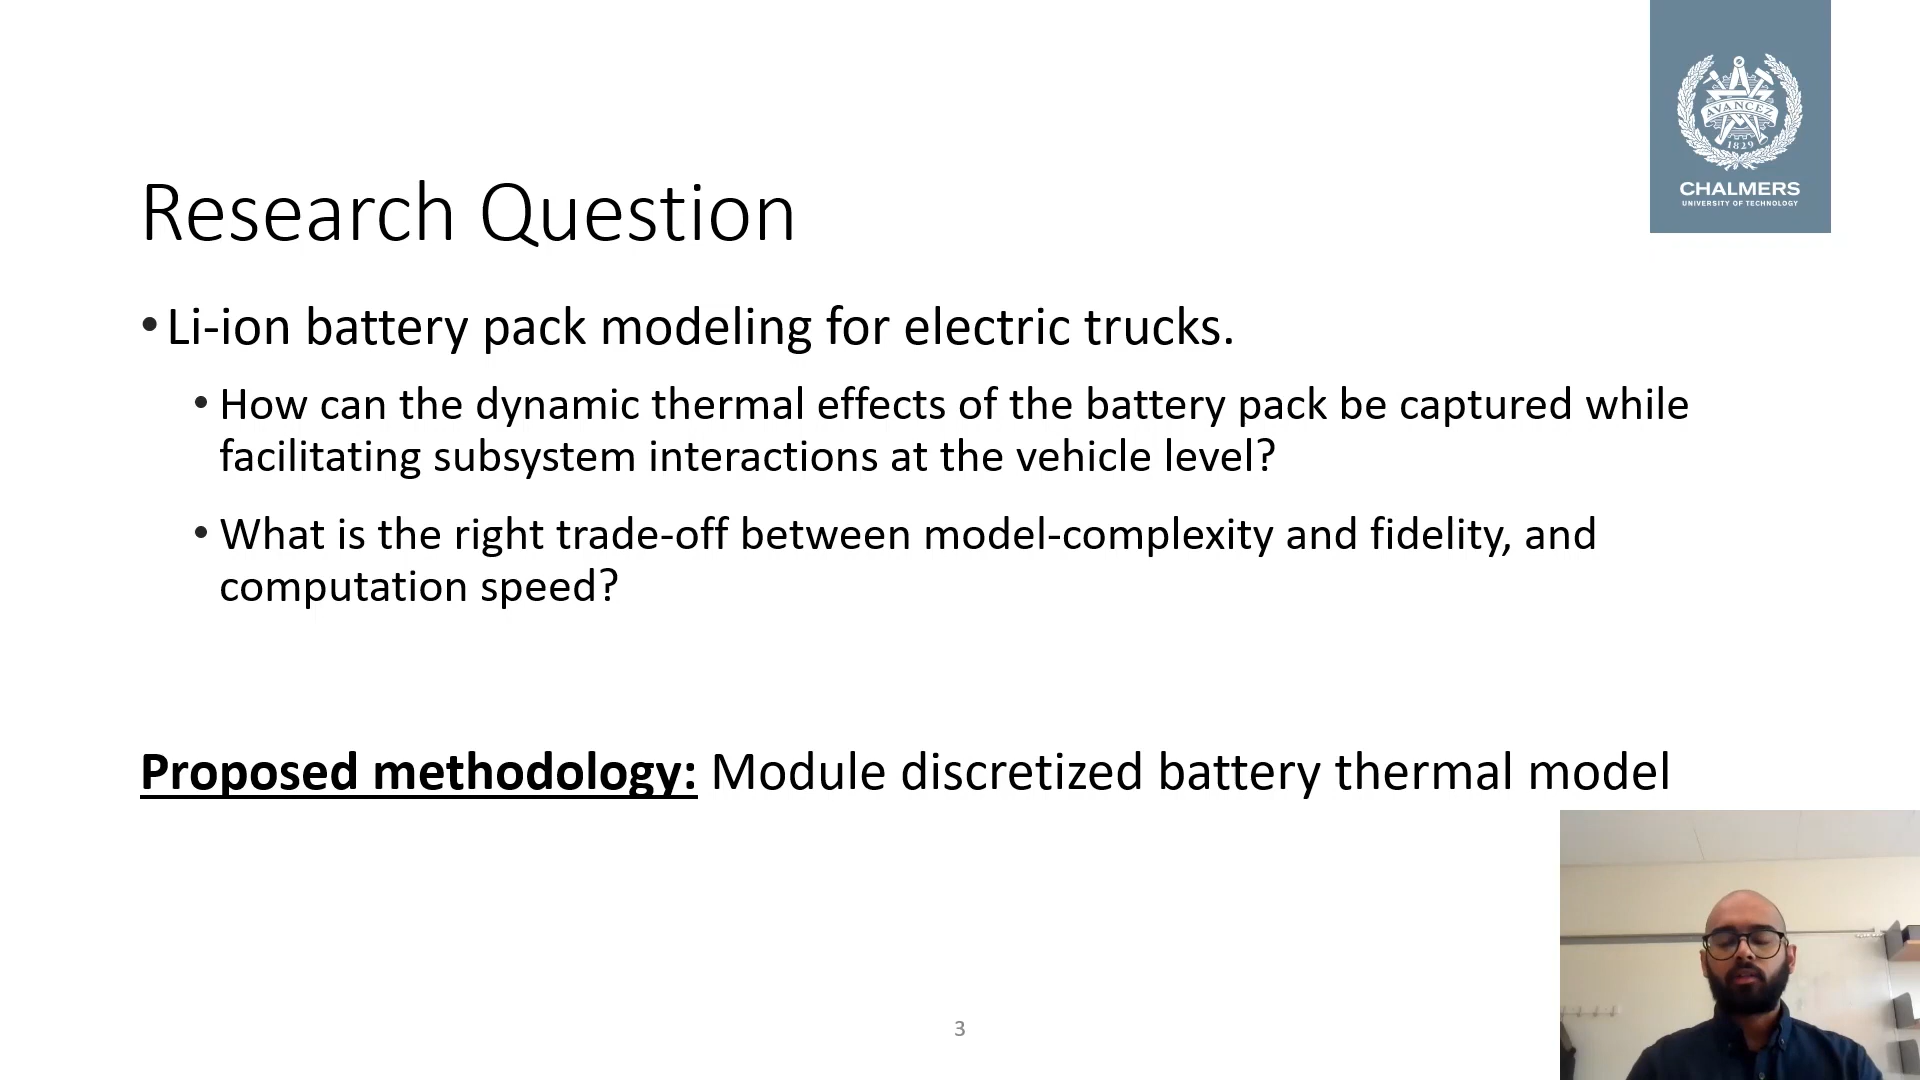 AVANCEZ
1829
CHALMERS
UNIVERSITY OF TECHNOLOGY
Research Question
• Li-ion battery pack modeling for electric trucks.
• How can the dynamic thermal effects of the battery pack be captured while
facilitating subsystem interactions at the vehicle level?
• What is the right trade-off between model-complexity and fidelity, and
computation speed?
Proposed methodology: Module discretized battery thermal model
3